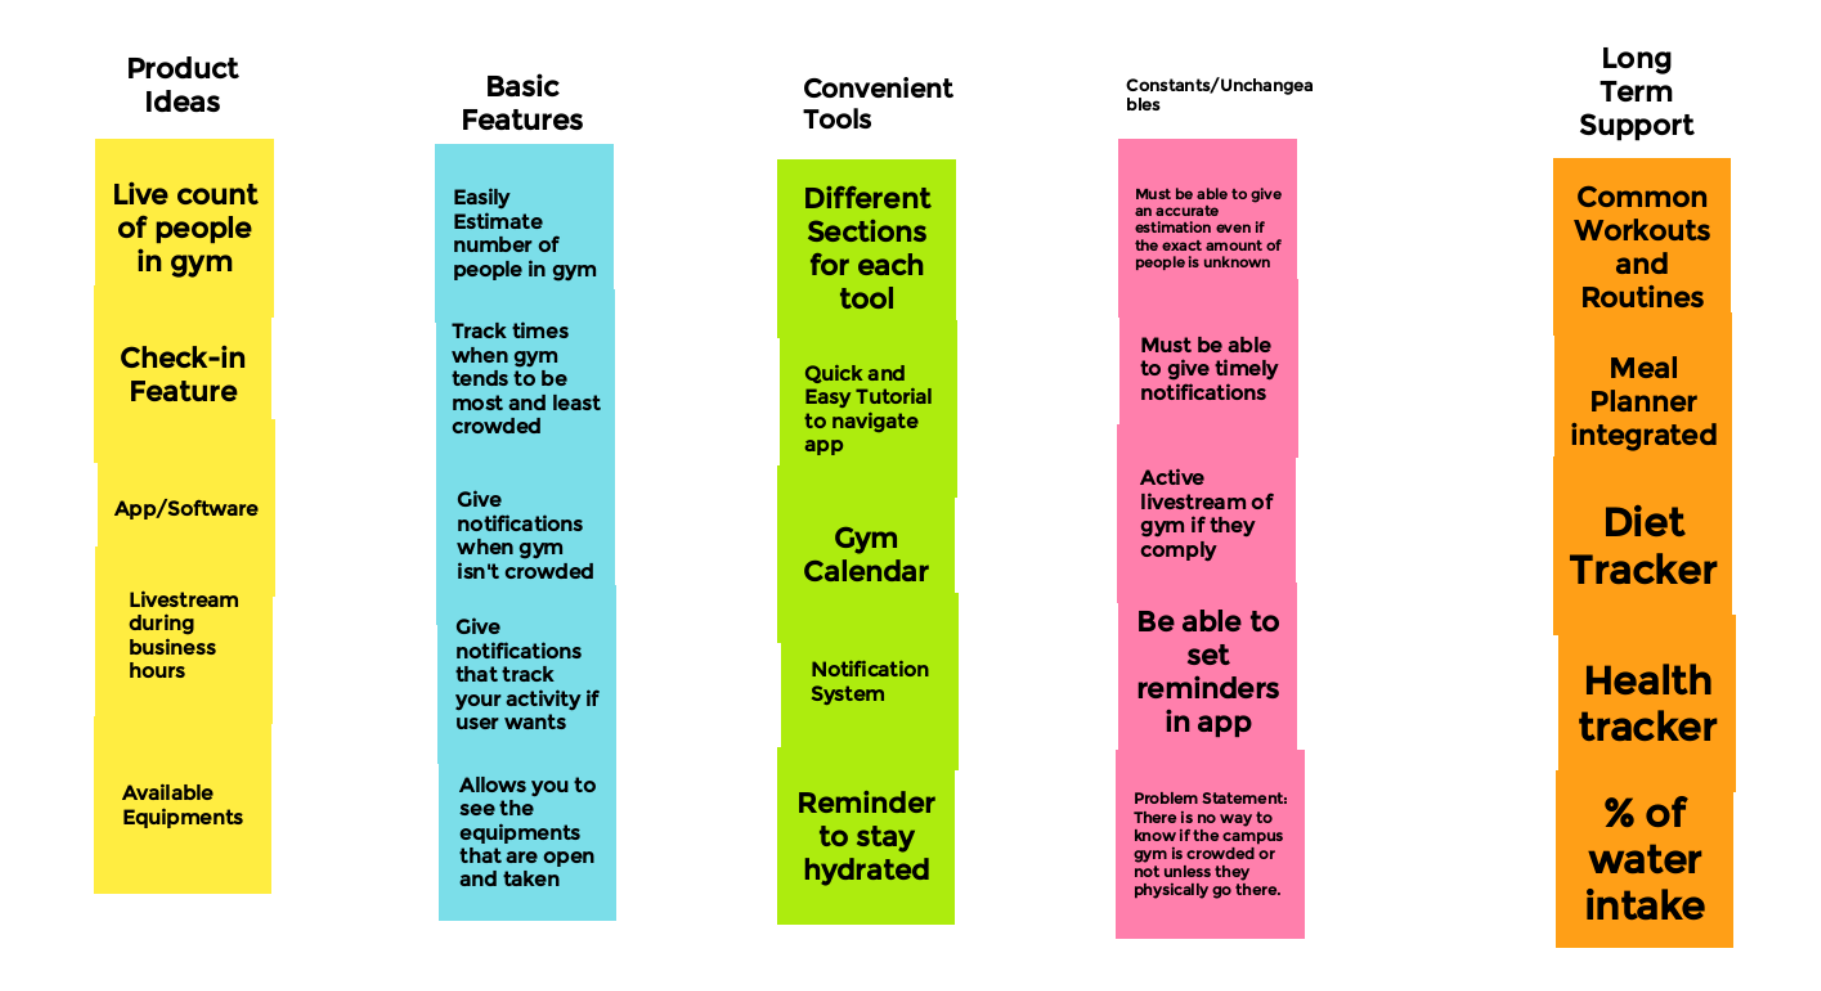 Product
Ideas
Live count
of people
in gym
Check-in
Feature
App/Software
Livestream
during
business
hours
Available
Equipments
Basic
Features
Easily
Estimate
number of
people in gym
Track times
when gym
tends to be
most and least
crowded
Give
notifications
when gym
isn't crowded
Give
notifications
that track
your activity if
user wants
Allows you to
see the
equipments
that are open
and taken
Convenient
Tools
Different
Sections
for each
tool
Quick and
Easy Tutorial
to navigate
app
Gym
Calendar
Notification
System
Reminder
to stay
hydrated
Constants/Unchangea
bles
Must be able to give
an accurate
estimation even if
the exact amount of
people is unknown
Must be able
to give timely
notifications
Active
livestream of
gym if they
comply
Be able to
set
reminders
in app
Problem Statement:
There is no way to
know if the campus
gym is crowded or
not unless they
physically go there.
Long
Term
Support
Common
Workouts
and
Routines
Meal
Planner
integrated
Diet
Tracker
Health
tracker
% of
water
intake